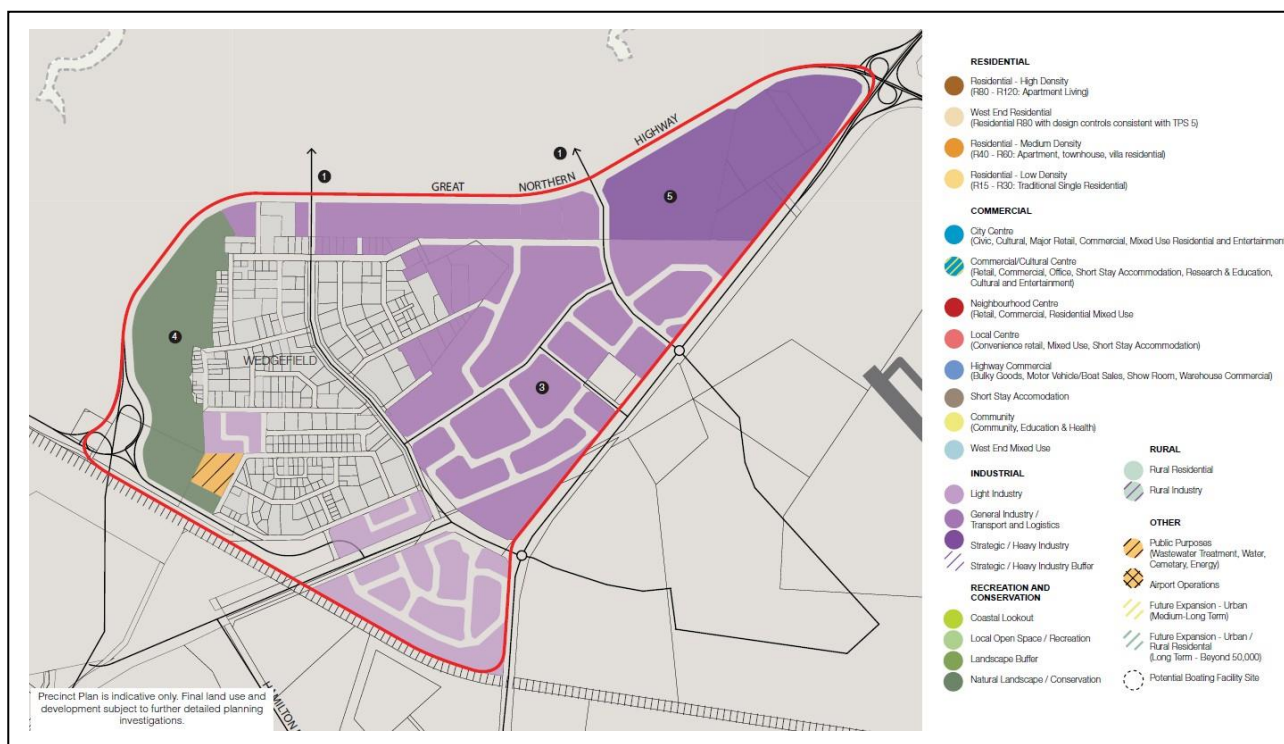 HIGHWAY
1
1
GREAT
NORTHERN
5
4
WEDGEFIELD
3
Precinct Plan is indicative only. Final land use and
development subject to further detailed planning
investigations.
RESIDENTIAL
Residential - High Density
(R80 - R120: Apartment Living)
West End Residential
(Residential R80 with design controls consistent with TPS 5)
Residential - Medium Density
(R40 - R60: Apartment, townhouse, villa residential)
Residential - Low Density
(R15 - R30: Traditional Single Residential)
COMMERCIAL
City Centre
(Civic, Cultural, Major Retail, Commercial, Mixed Use Residential and Entertainment
Commercial/Cultural Centre
(Retail, Commercial, Office, Short Stay Accommodation, Research & Education,
Cultural and Entertainment)
Neighbourhood Centre
(Retail, Commercial, Residential Mixed Use
Local Centre
(Convenience retail, Mixed Use, Short Stay Accommodation)
Highway Commercial
(Bulky Goods, Motor Vehicle/Boat Sales, Show Room, Warehouse Commercial)
Short Stay Accomodation
Community
(Community, Education & Health)
West End Mixed Use
INDUSTRIAL
Light Industry
General Industry /
Transport and Logistics
Strategic / Heavy Industry
Strategic / Heavy Industry Buffer
RECREATION AND
CONSERVATION
Coastal Lookout
Local Open Space / Recreation
Landscape Buffer
Natural Landscape / Conservation
RURAL
Rural Residential
Rural Industry
OTHER
Public Purposes
(Wastewater Treatment, Water,
Cemetary, Energy)
Airport Operations
Future Expansion - Urban
(Medium-Long Term)
Future Expansion - Urban /
Rural Residential
(Long Term - Beyond 50,000)
Potential Boating Facility Site